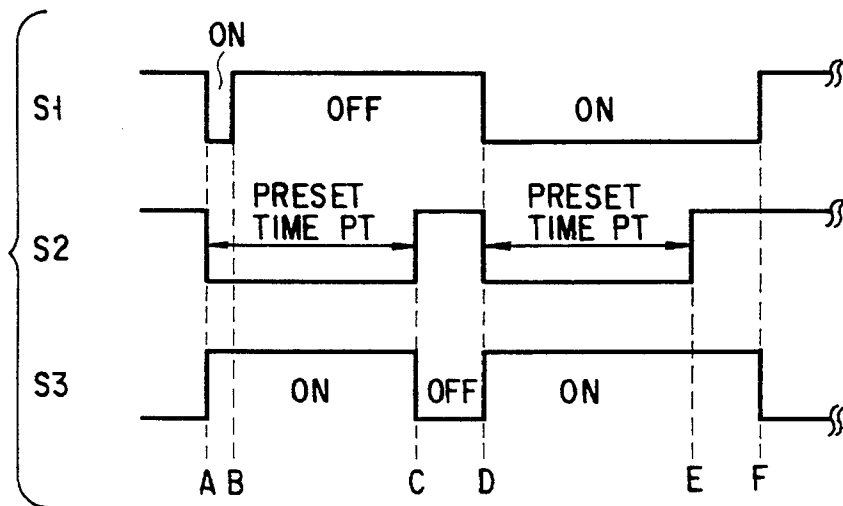 ON
S1 OFF ON
PRESET PRESET
TIME PT TIME PT
S2
S3 ON OFF ON
A B C D E F